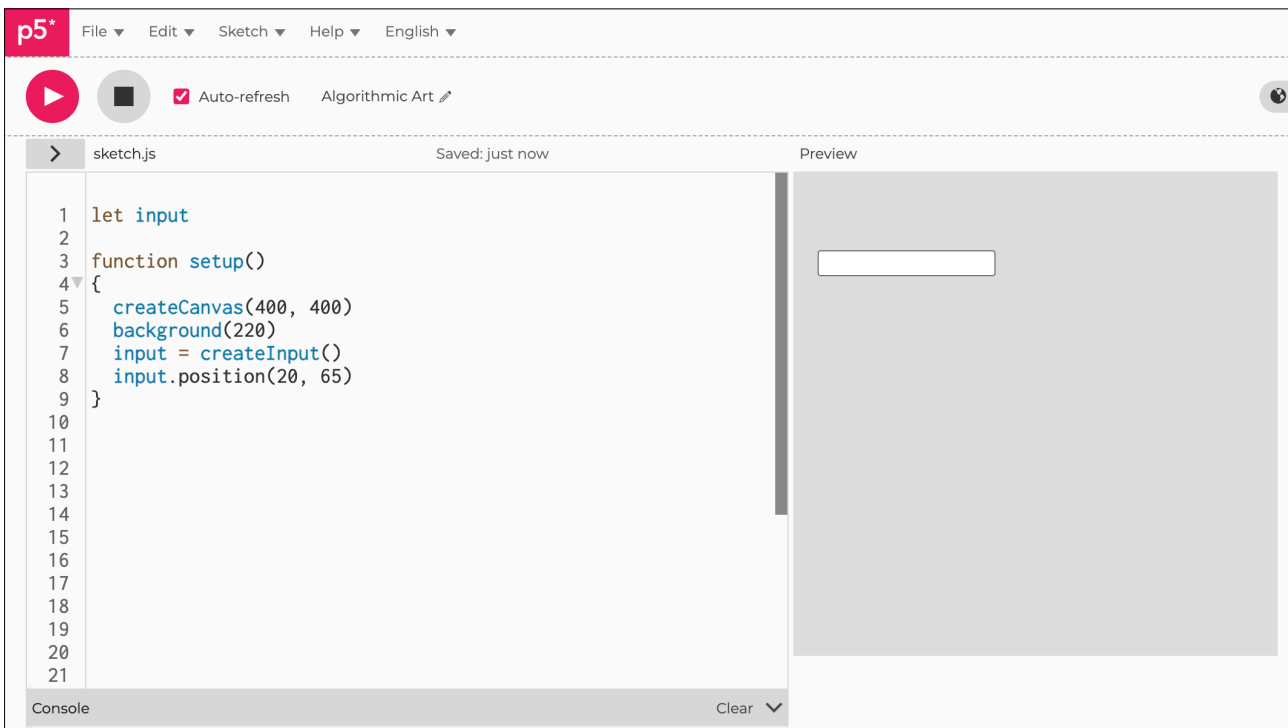 p5* File Edit Sketch Help English
Auto-refresh Algorithmic Art
sketch.js Saved: just now Preview
1 let input
2
3 function setup()
4 {
5 createCanvas(400, 400)
6 background(220)
7 input = createInput()
8 input.position(20, 65)
9 }
10
11
12
13
14
15
16
17
18
19
20
21
Console Clear